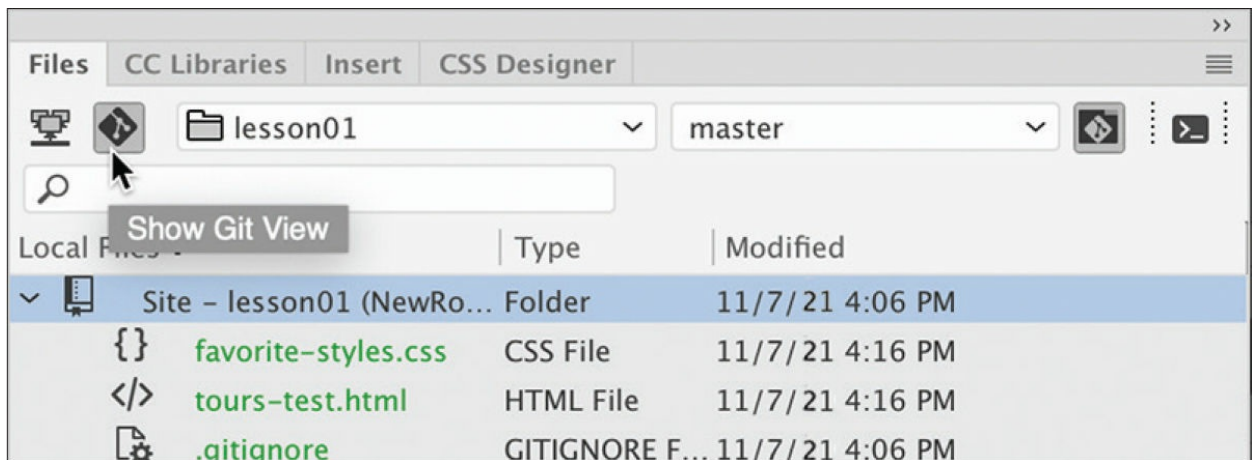 >>
Files CC Libraries Insert CSS Designer
lesson01 master
Show Git View
Local Type Modified
Site – lesson01 (NewRo... Folder 11/7/21 4:06 PM
{} favorite-styles.css CSS File 11/7/21 4:16 PM
</> tours-test.html HTML File 11/7/21 4:16 PM
.gitignore GITIGNORE F... 11/7/21 4:06 PM